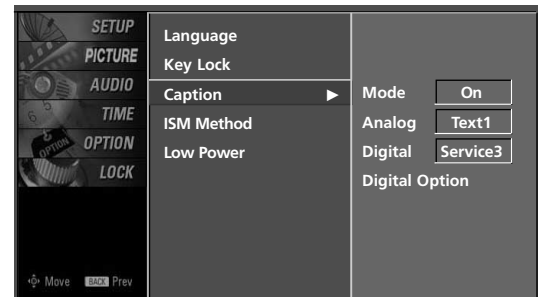 SETUP
PICTURE
AUDIO
TIME
OPTION
LOCK
Move BACK Prev
Language
Key Lock
Caption ▶
ISM Method
Low Power
Mode On
Analog Text1
Digital Service3
Digital Option